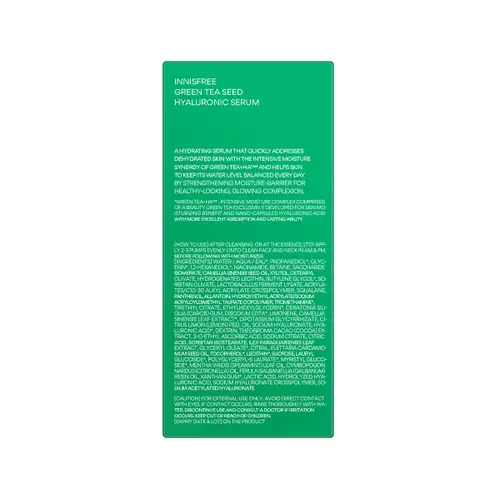 INNISFREE
GREEN TEA SEED
HYALURONIC SERUM
A HYDRATING SERUM THAT QUICKLY ADDRESSES
DEHYDRATED SKIN WITH THE INTENSIVE MOISTURE
SYNERGY OF GREEN TEA+HA™ AND HELPS SKIN
TO KEEP ITS WATER LEVEL BALANCED EVERY DAY
BY STRENGTHENING MOISTURE-BARRIER FOR
HEALTHY-LOOKING, GLOWING COMPLEXION.
*GREEN TEA+HA™ : INTENSIVE MOISTURE COMPLEX COMPRISED
OF A BEAUTY GREEN TEA EXCLUSIVELY DEVELOPED FOR SKIN MO-
ISTURIZING BENEFIT AND NANO-CAPSULED HYALURONIC ACID
WITH MORE EXCELLENT ABSORPTION AND LASTING ABILITY.
[HOW TO USE] AFTER CLEANSING OR AT THE ESSENCE STEP APP-
LY 2-3 PUMPS EVENLY ONTO CLEAN FACE AND NECK IN AM & PM,
BEFORE FOLLOWING WITH MOISTURIZER.
[INGREDIENTS] WATER / AQUA / EAU*, PROPANEDIOL*, GLYC-
ERIN*, 1,2-HEXANEDIOL*, NIACINAMIDE, BETAINE, SACCHARIDE
ISOMERATE, CAMELLIA SINENSIS SEED OIL, XYLITOL, CETEARYL
OLIVATE, HYDROGENATED LECITHIN, BUTYLENE GLYCOL*, SO-
RBITAN OLIVATE, LACTOBACILLUS FERMENT LYSATE, ACRYLA-
TES/C10-30 ALKYL ACRYLATE CROSSPOLYMER, SQUALANE,
PANTHENOL, ALLANTOIN, HYDROXYETHYL ACRYLATE/SODIUM
ACRYLOYLDIMETHYL TAURATE COPOLYMER, TROMETHAMINE*,
TRIETHYL CITRATE, ETHYLHEXYLGLYCERIN*, CERATONIA SILI-
QUA (CAROB) GUM, DISODIUM EDTA*, LIMONENE, CAMELLIA
SINENSIS LEAF EXTRACT*, DIPOTASSIUM GLYCYRRHIZATE, CI-
TRUS LIMON (LEMON) PEEL OIL, SODIUM HYALURONATE, HYA-
LURONIC ACID*, DEXTRIN, THEOBROMA CACAO (COCOA) EX-
TRACT, 3-O-ETHYL ASCORBIC ACID, SODIUM CITRATE, CITRIC
ACID, SORBITAN ISOSTEARATE, ILEX PARAGUARIENSIS LEAF
EXTRACT, GLYCERYL OLEATE*, CITRAL, ELETTARIA CARDAMO-
MUM SEED OIL, TOCOPHEROL*, LECITHIN*, SUCROSE, LAURYL
GLUCOSIDE*, POLYGLYCERYL-6 LAURATE*, MYRISTYL GLUCO-
SIDE*, MENTHA VIRIDIS (SPEARMINT) LEAF OIL, CYMBOPOGON
NARDUS (CITRONELLA) OIL, FERULA GALBANIFLUA (GALBANUM)
RESIN OIL, XANTHAN GUM*, LACTIC ACID, HYDROLYZED HYA-
LURONIC ACID, SODIUM HYALURONATE CROSSPOLYMER, SO-
DIUM ACETYLATED HYALURONATE
[CAUTION] FOR EXTERNAL USE ONLY. AVOID DIRECT CONTACT
WITH EYES. IF CONTACT OCCURS, RINSE THOROUGHLY WITH WA-
TER. DISCONTINUE USE AND CONSULT A DOCTOR IF IRRITATION
OCCURS. KEEP OUT OF REACH OF CHILDREN.
[EXPIRY DATE & LOT] ON THE PRODUCT